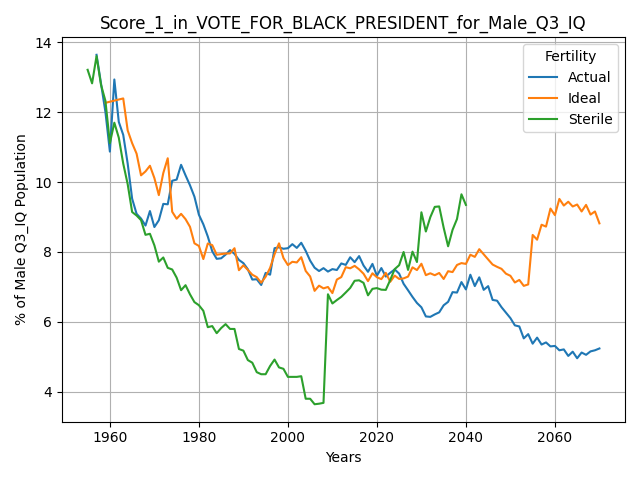 Score_1_in_VOTE_FOR_BLACK_PRESIDENT_for_Male_Q3_IQ
% of Male Q3_IQ Population
14
12
10
8
6
4
Fertility
Actual
Ideal
Sterile
1960 1980 2000 2020 2040 2060
Years